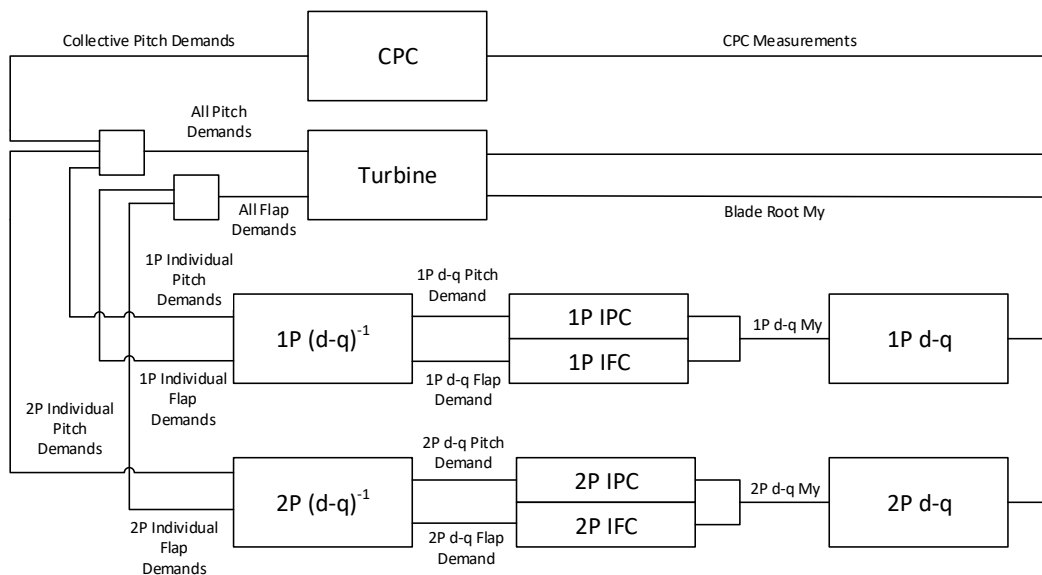 Collective Pitch Demands
CPC
CPC Measurements
All Pitch
Demands
Turbine
All Flap
Demands
Blade Root My
1P Individual
Pitch
Demands
1P d-q Pitch
Demand
1P (d-q)-1
1P IPC
1P IFC
1P d-q My
1P d-q
1P Individual
Flap
Demands
1P d-q Flap
Demand
2P Individual
Pitch
Demands
2P d-q Pitch
Demand
2P (d-q)-1
2P IPC
2P IFC
2P d-q My
2P d-q
2P Individual
Flap
Demands
2P d-q Flap
Demand